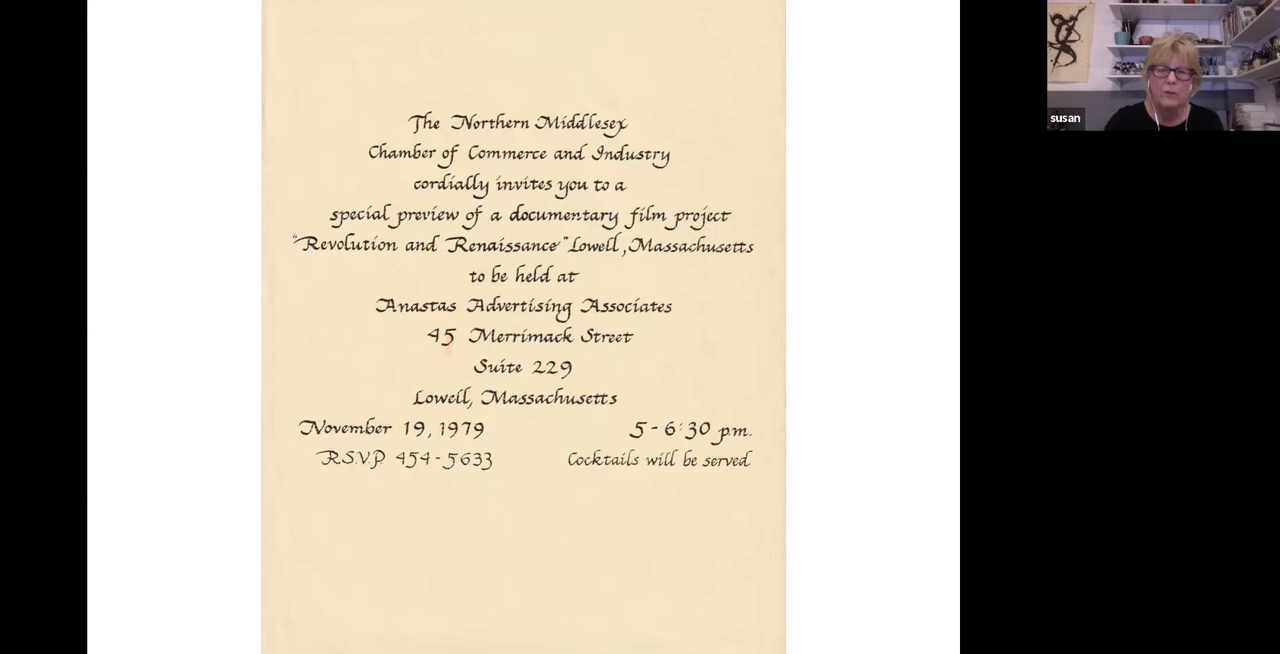 The Northern Middlesex
Chamber of Commerce and Industry
cordially invites you to a
special preview of a documentary film project
"Revolution and Renaissance" Lowell, Massachusetts
to be held at
Anastas Advertising Associates
45 Merrimack Street
Suite 229
Lowell, Massachusetts
November 19, 1979 5-6:30 p.m.
R.S.V.P. 454-5633 Cocktails will be served
susan